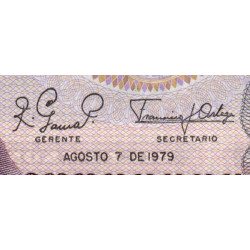 GERENTE SECRETARIO
AGOSTO 7 DE 1979